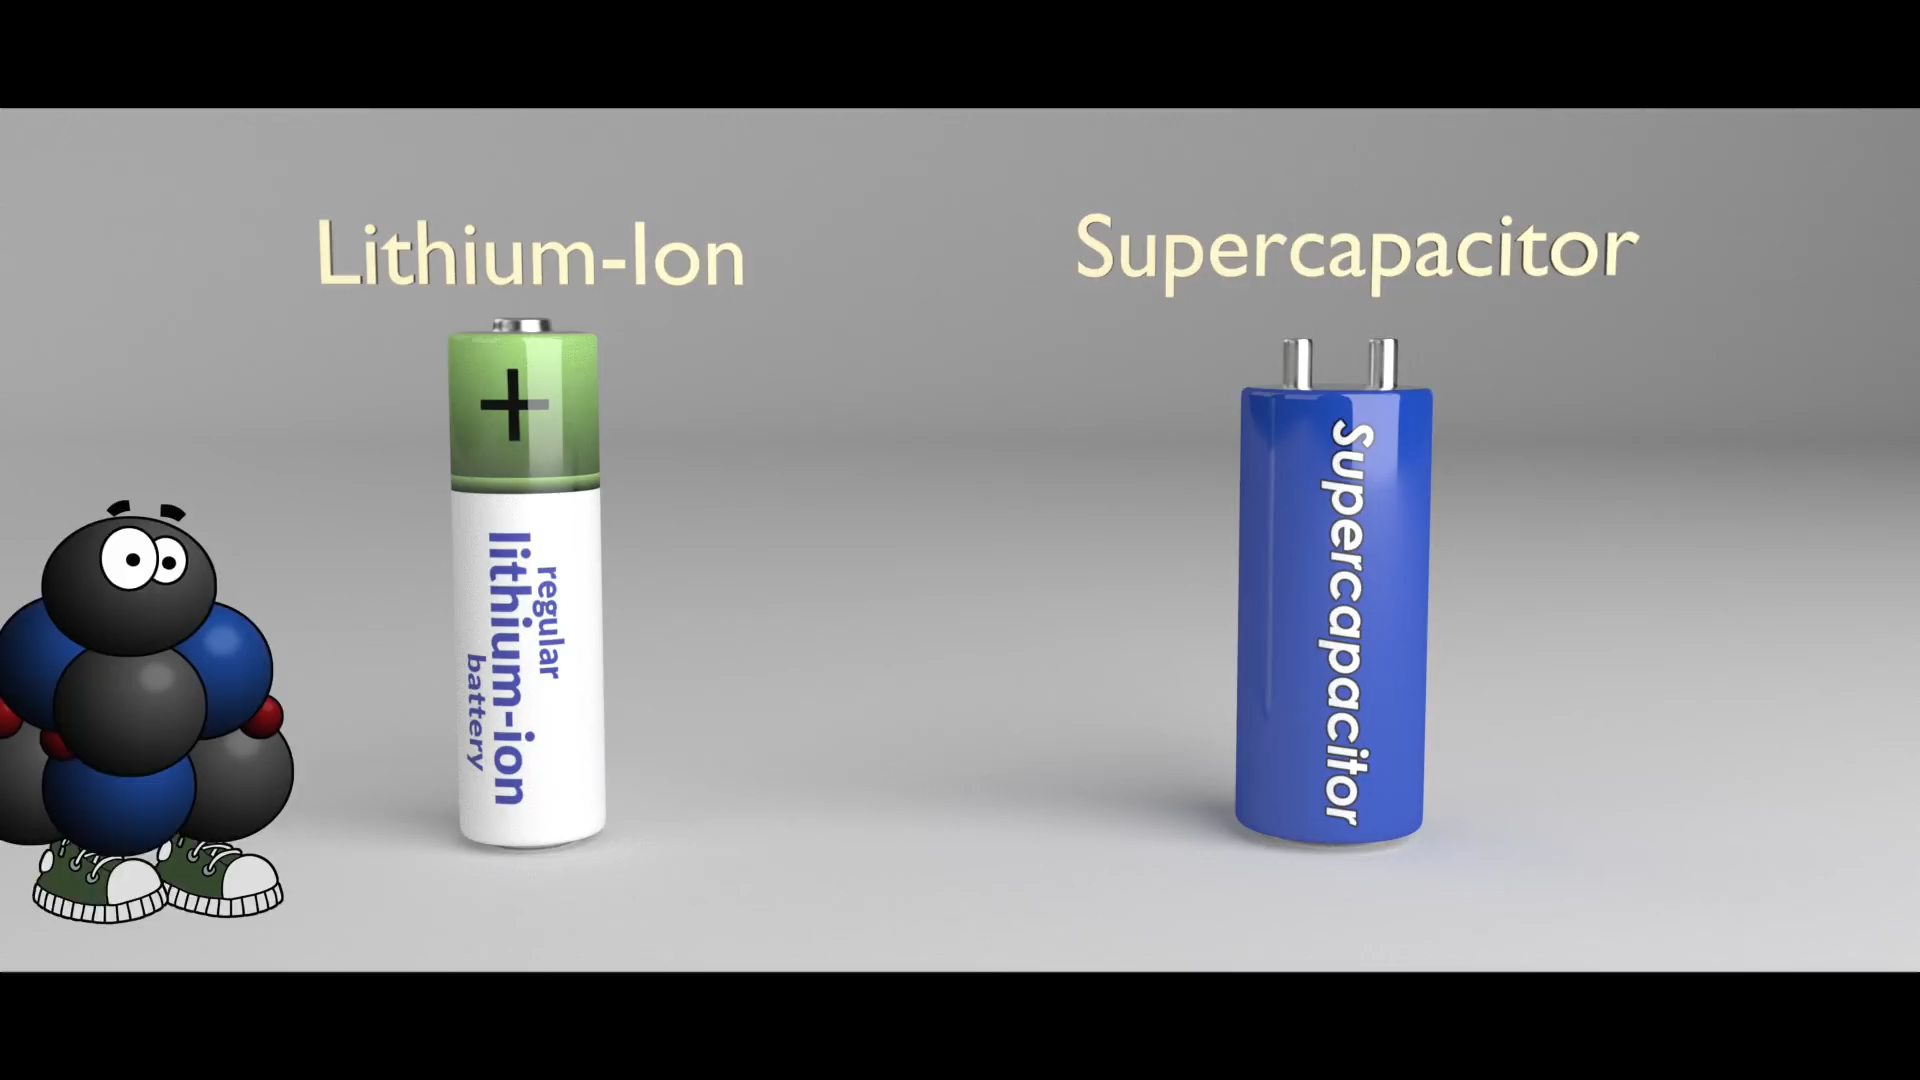 Lithium-Ion
Supercapacitor
+
regular
lithium-ion
battery
Supercapacitor